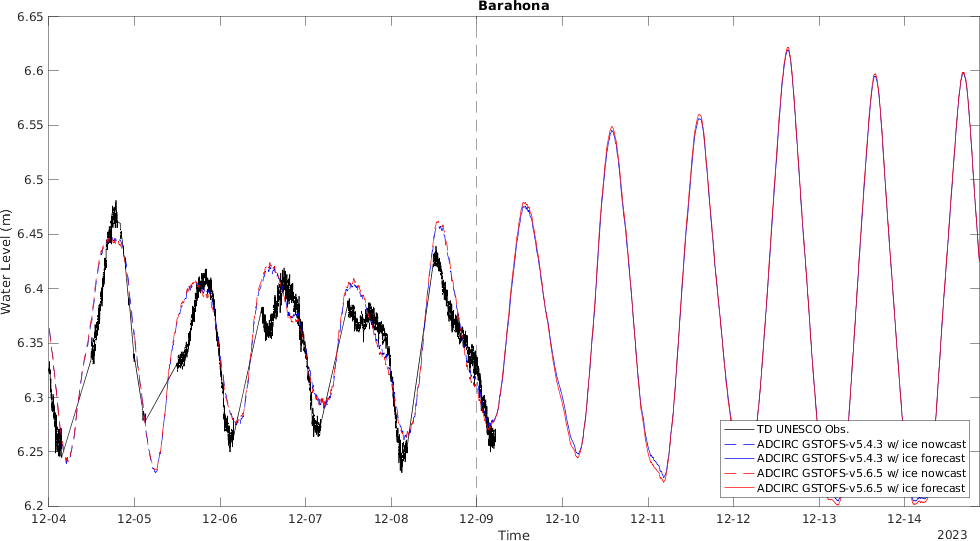 Barahona
6.65
6.6
6.55
6.5
6.45
6.4
6.35
6.3
6.25
6.2
Water Level (m)
TD UNESCO Obs.
ADCIRC GSTOFS-v5.4.3 w/ ice nowcast
ADCIRC GSTOFS-v5.4.3 w/ ice forecast
ADCIRC GSTOFS-v5.6.5 w/ ice nowcast
ADCIRC GSTOFS-v5.6.5 w/ ice forecast
12-04 12-05 12-06 12-07 12-08 12-09 12-10 12-11 12-12 12-13 12-14
Time
2023